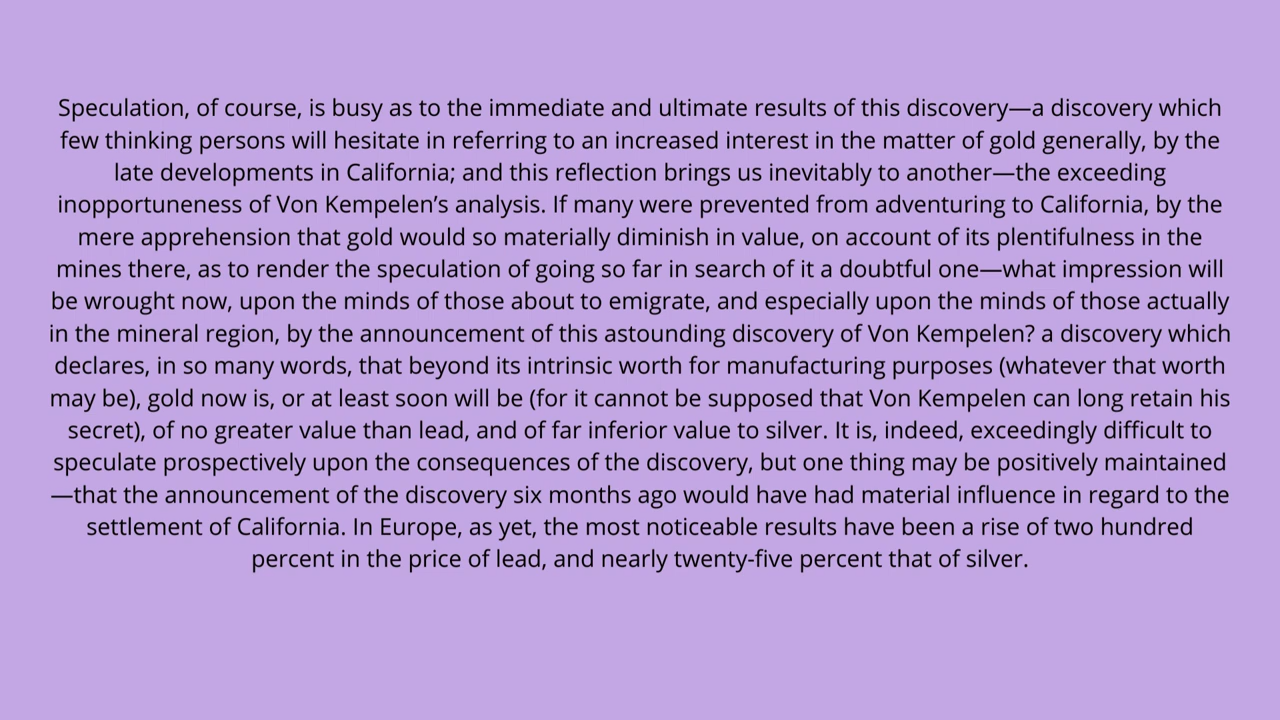 Speculation, of course, is busy as to the immediate and ultimate results of this discovery—a discovery which
few thinking persons will hesitate in referring to an increased interest in the matter of gold generally, by the
late developments in California; and this reflection brings us inevitably to another—the exceeding
inopportuneness of Von Kempelen’s analysis. If many were prevented from adventuring to California, by the
mere apprehension that gold would so materially diminish in value, on account of its plentifulness in the
mines there, as to render the speculation of going so far in search of it a doubtful one—what impression will
be wrought now, upon the minds of those about to emigrate, and especially upon the minds of those actually
in the mineral region, by the announcement of this astounding discovery of Von Kempelen? a discovery which
declares, in so many words, that beyond its intrinsic worth for manufacturing purposes (whatever that worth
may be), gold now is, or at least soon will be (for it cannot be supposed that Von Kempelen can long retain his
secret), of no greater value than lead, and of far inferior value to silver. It is, indeed, exceedingly difficult to
speculate prospectively upon the consequences of the discovery, but one thing may be positively maintained
—that the announcement of the discovery six months ago would have had material influence in regard to the
settlement of California. In Europe, as yet, the most noticeable results have been a rise of two hundred
percent in the price of lead, and nearly twenty-five percent that of silver.